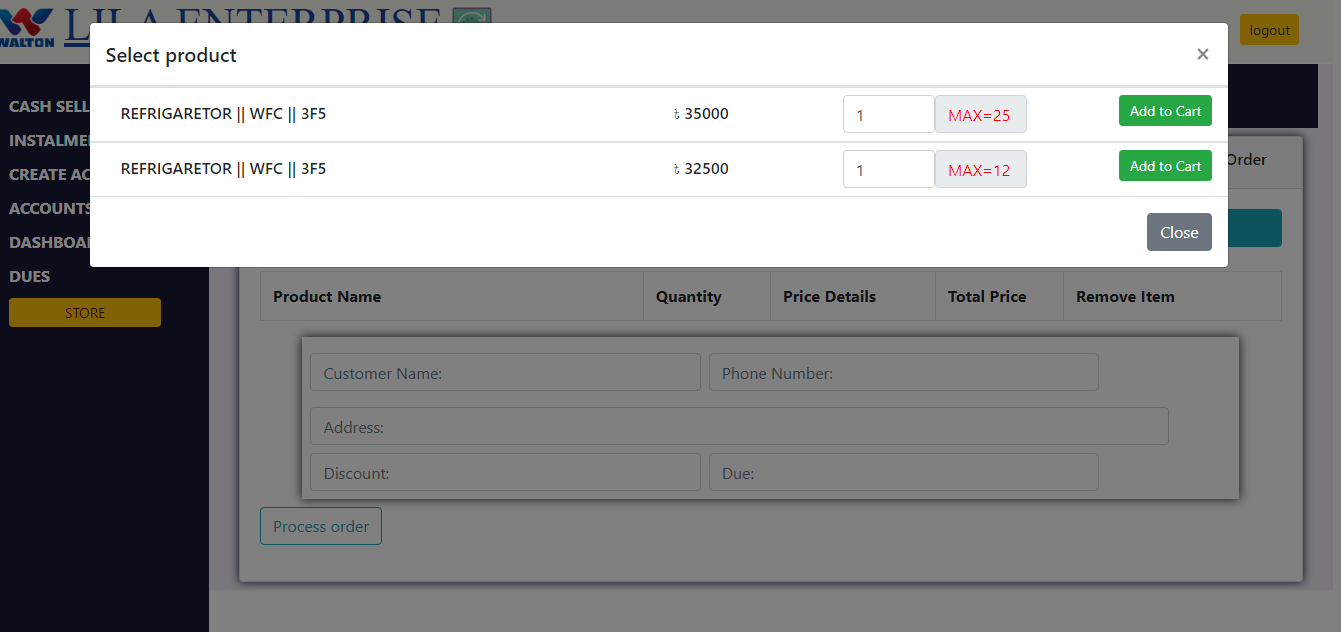 WALTON
LILA ENTERPRISE
logout
Select product
×
REFRIGARETOR || WFC || 3F5 ৳ 35000 1 MAX=25 Add to Cart
REFRIGARETOR || WFC || 3F5 ৳ 32500 1 MAX=12 Add to Cart
Close
CASH SELL
INSTALME
CREATE AC
ACCOUNTS
DASHBOA
DUES
STORE
Order
Product Name Quantity Price Details Total Price Remove Item
Customer Name: Phone Number:
Address:
Discount: Due:
Process order